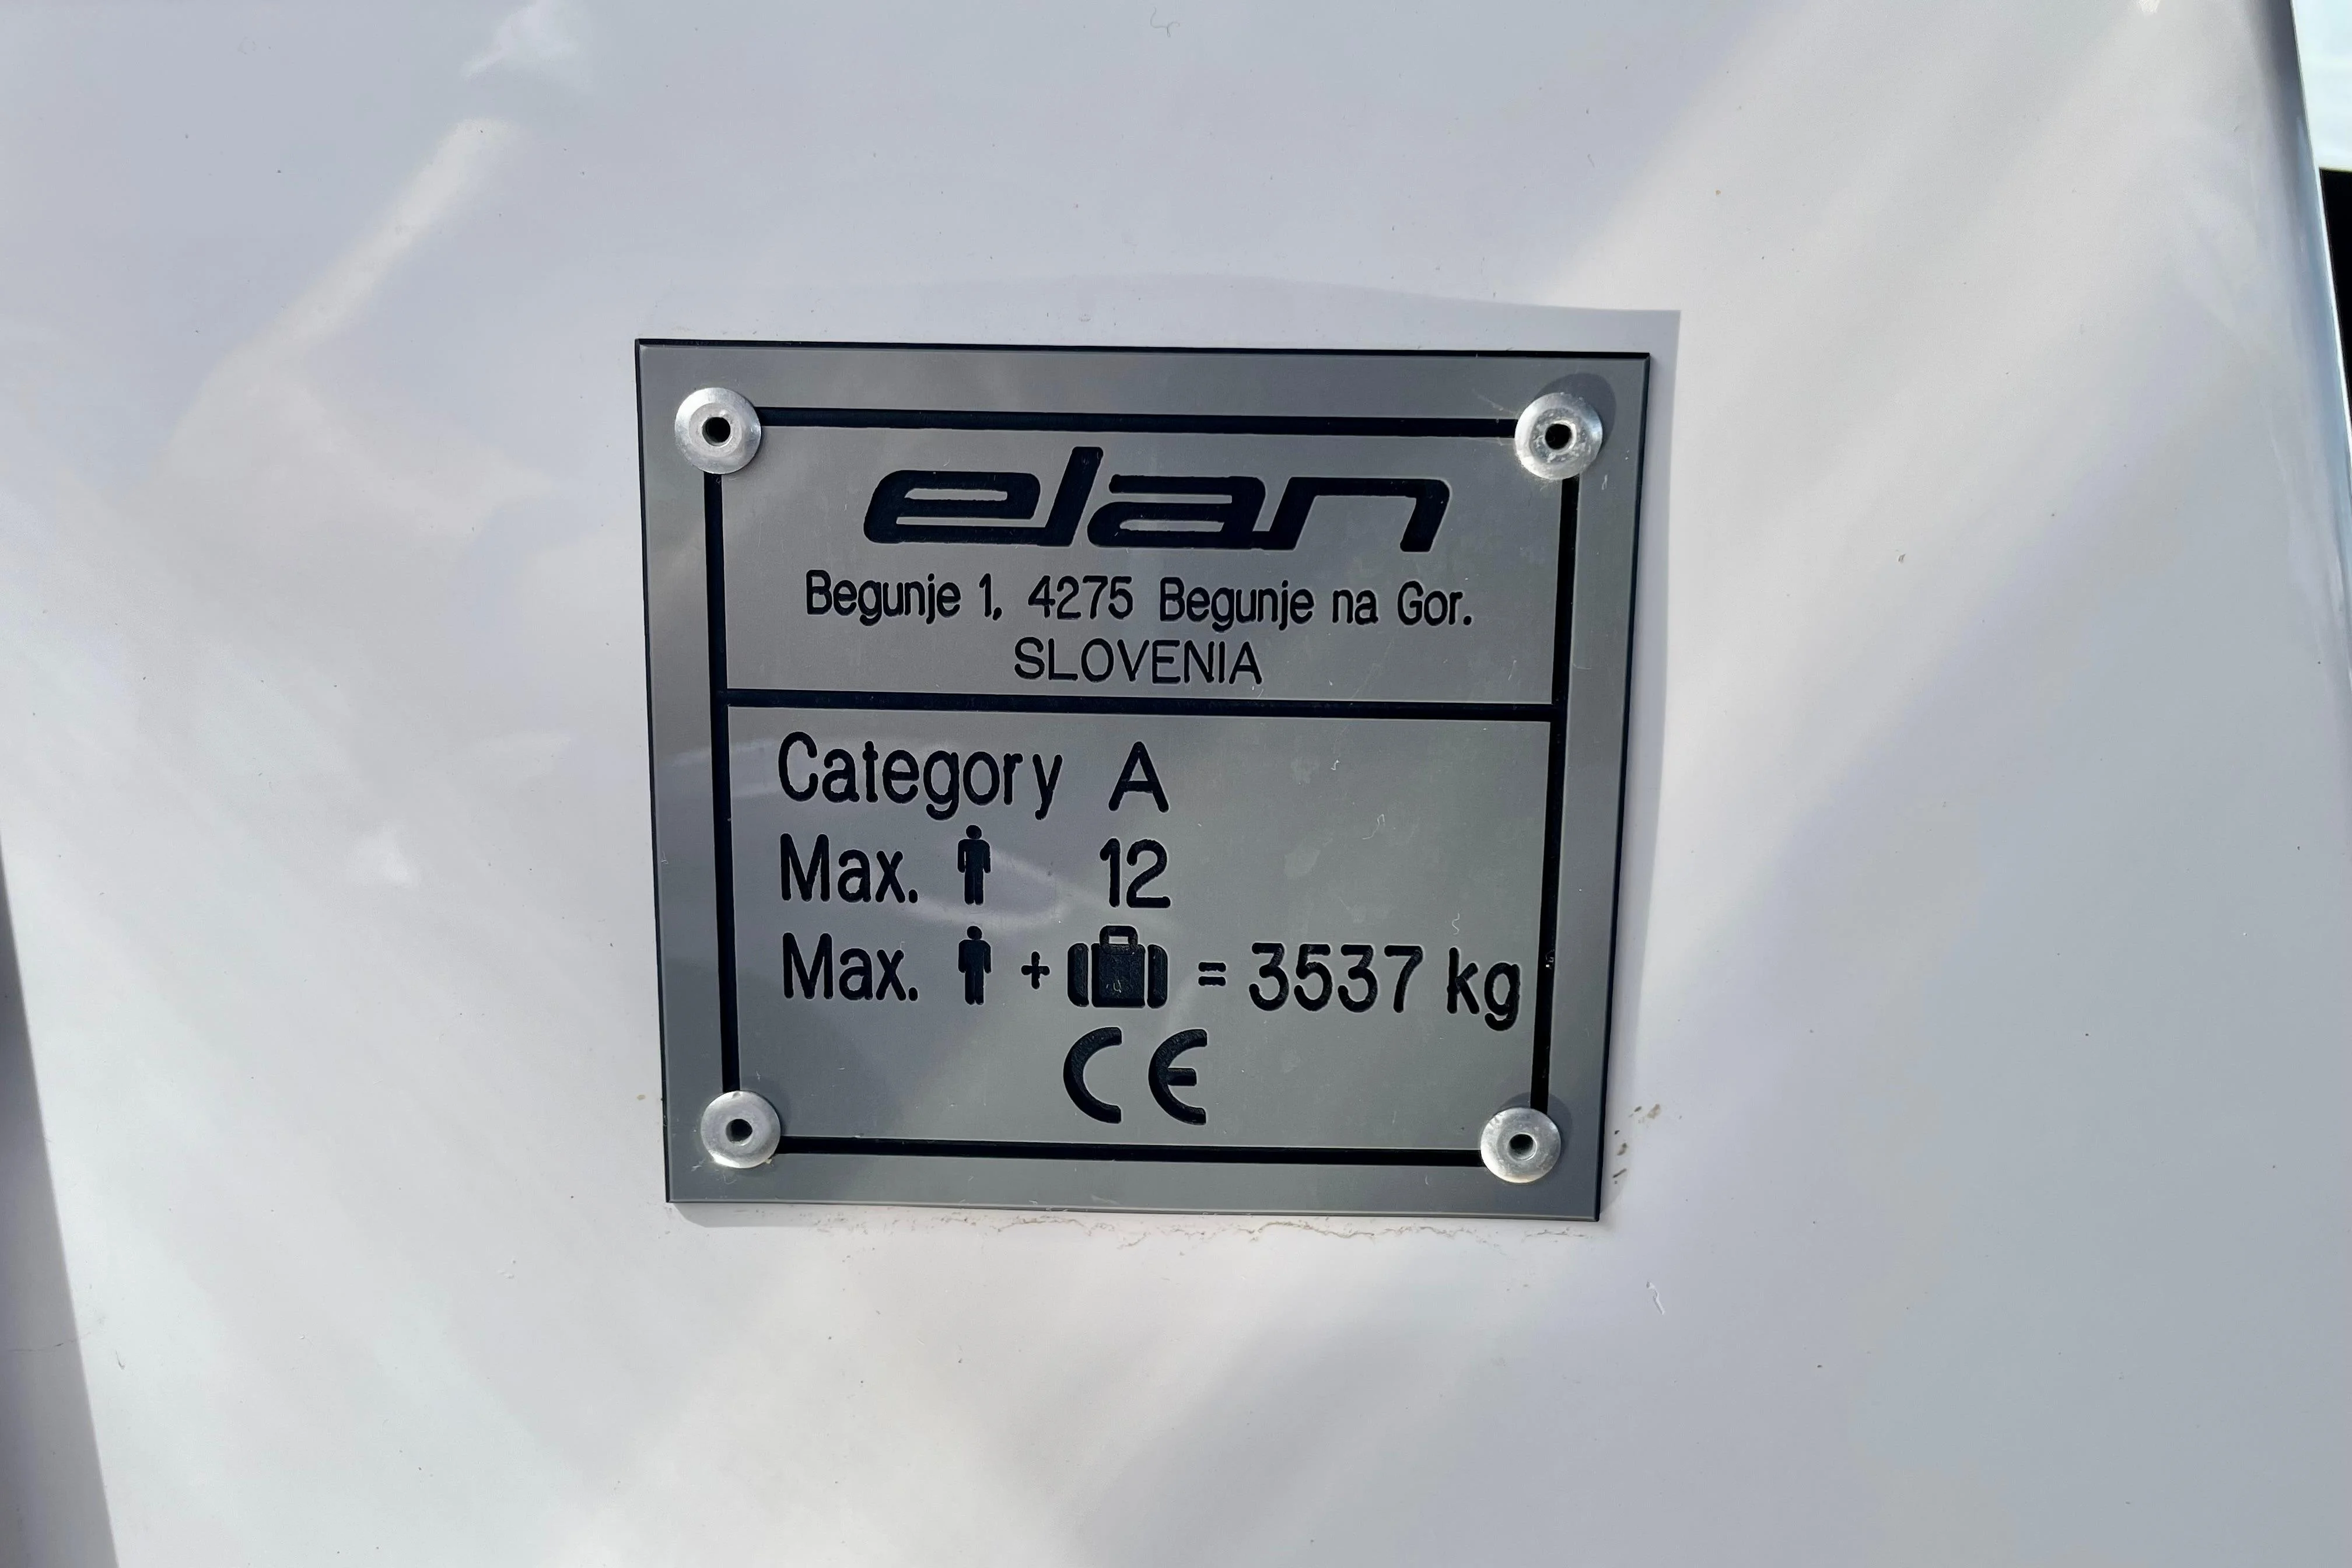 elan
Begunje 1, 4275 Begunje na Gor.
SLOVENIA
Category A
Max. 12
Max. + = 3537 kg
CE